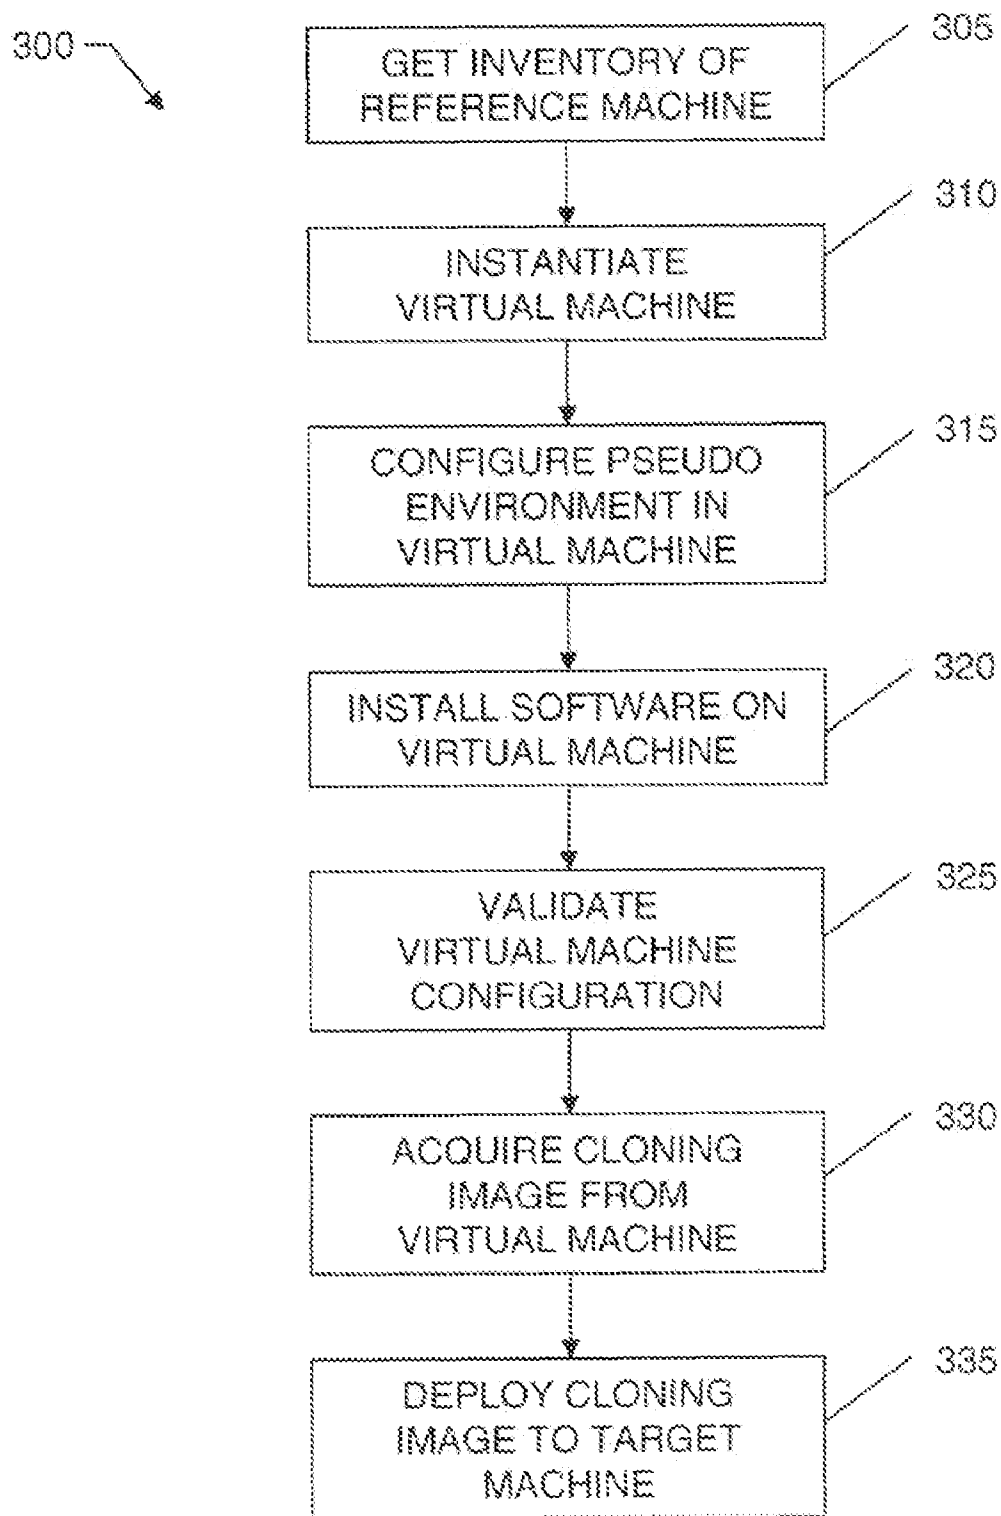 300
305
GET INVENTORY OF
REFERENCE MACHINE
310
INSTANTIATE
VIRTUAL MACHINE
315
CONFIGURE PSEUDO
ENVIRONMENT IN
VIRTUAL MACHINE
320
INSTALL SOFTWARE ON
VIRTUAL MACHINE
325
VALIDATE
VIRTUAL MACHINE
CONFIGURATION
330
ACQUIRE CLONING
IMAGE FROM
VIRTUAL MACHINE
335
DEPLOY CLONING
IMAGE TO TARGET
MACHINE